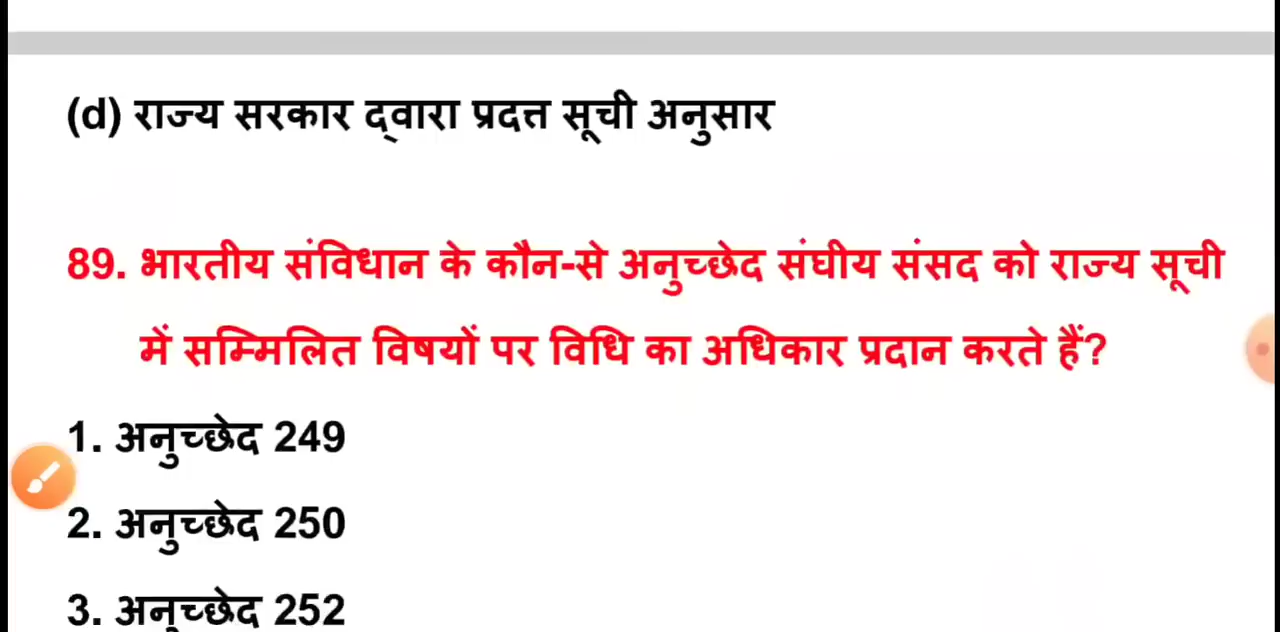 (d) राज्य सरकार द्वारा प्रदत्त सूची अनुसार
89. भारतीय संविधान के कौन-से अनुच्छेद संघीय संसद को राज्य सूची
में सम्मिलित विषयों पर विधि का अधिकार प्रदान करते हैं?
1. अनुच्छेद 249
2. अनुच्छेद 250
3. अनुच्छेद 252